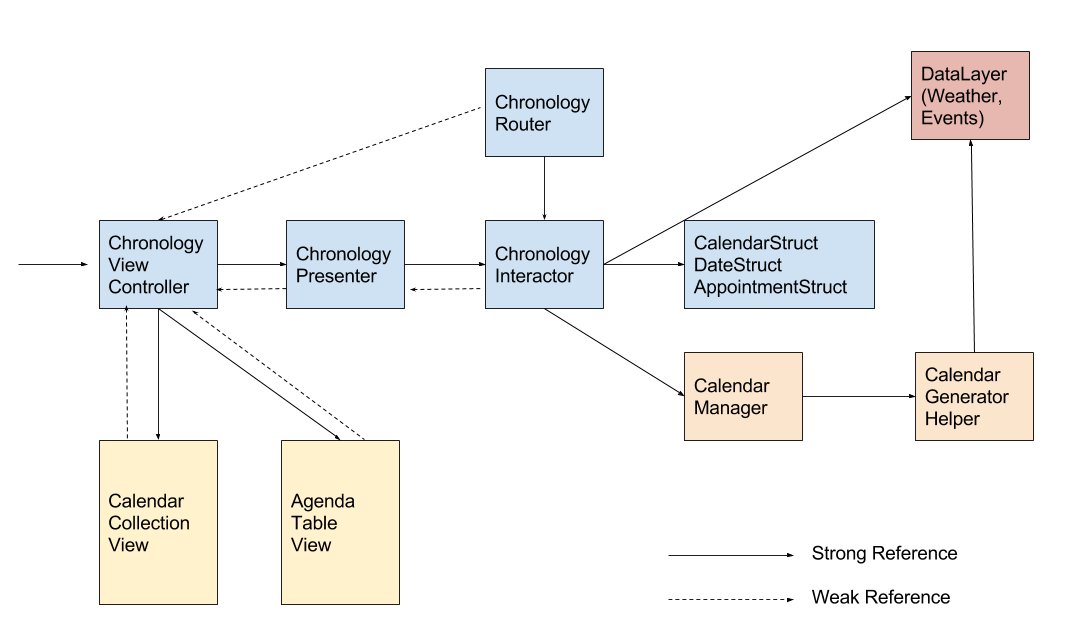 Chronology
Router
DataLayer
(Weather,
Events)
Chronology
View
Controller
Chronology
Presenter
Chronology
Interactor
CalendarStruct
DateStruct
AppointmentStruct
Calendar
Manager
Calendar
Generator
Helper
Calendar
Collection
View
Agenda
Table
View
Strong Reference
Weak Reference